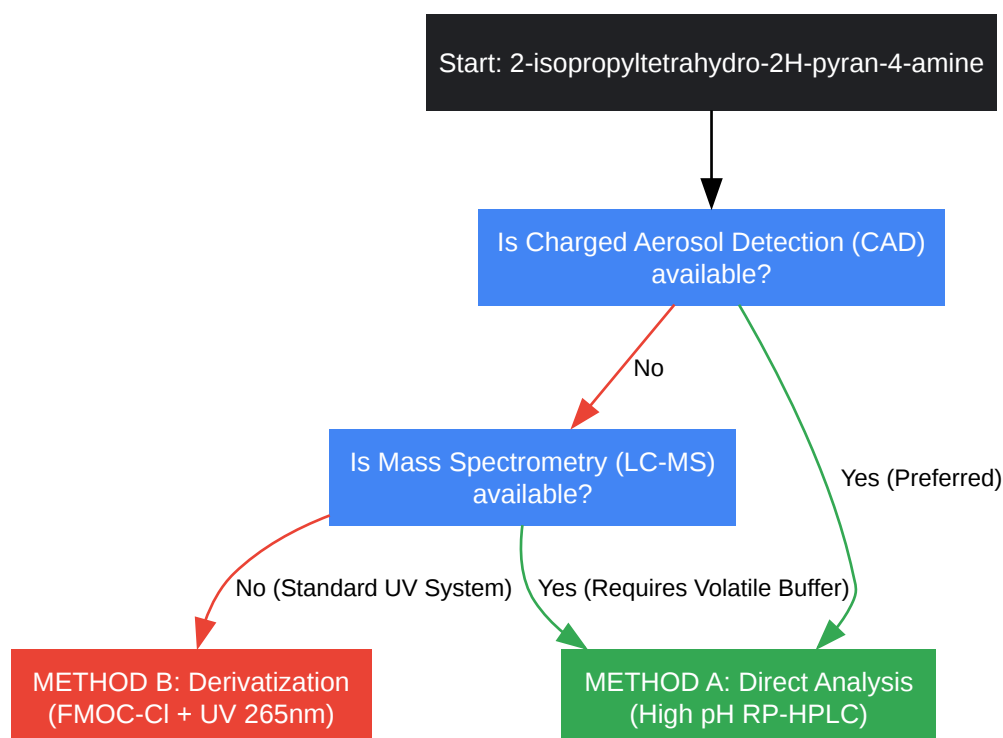 Start: 2-isopropyltetrahydro-2H-pyran-4-amine
Is Charged Aerosol Detection (CAD)
available?
No
Is Mass Spectrometry (LC-MS)
available?
Yes (Preferred)
No (Standard UV System)
Yes (Requires Volatile Buffer)
METHOD B: Derivatization
(FMOC-Cl + UV 265nm)
METHOD A: Direct Analysis
(High pH RP-HPLC)